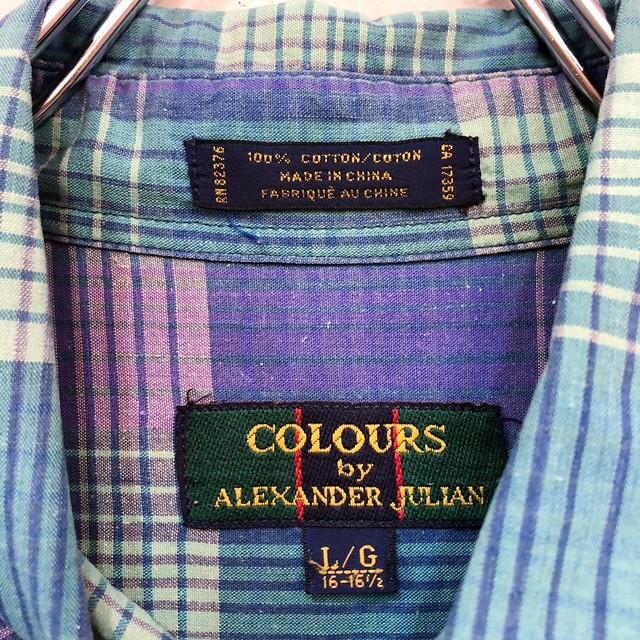 RN 82376
100% COTTON/COTON
MADE IN CHINA
FABRIQUÉ AU CHINE
CA 17359
COLOURS
by
ALEXANDER JULIAN
L/G
16-16½